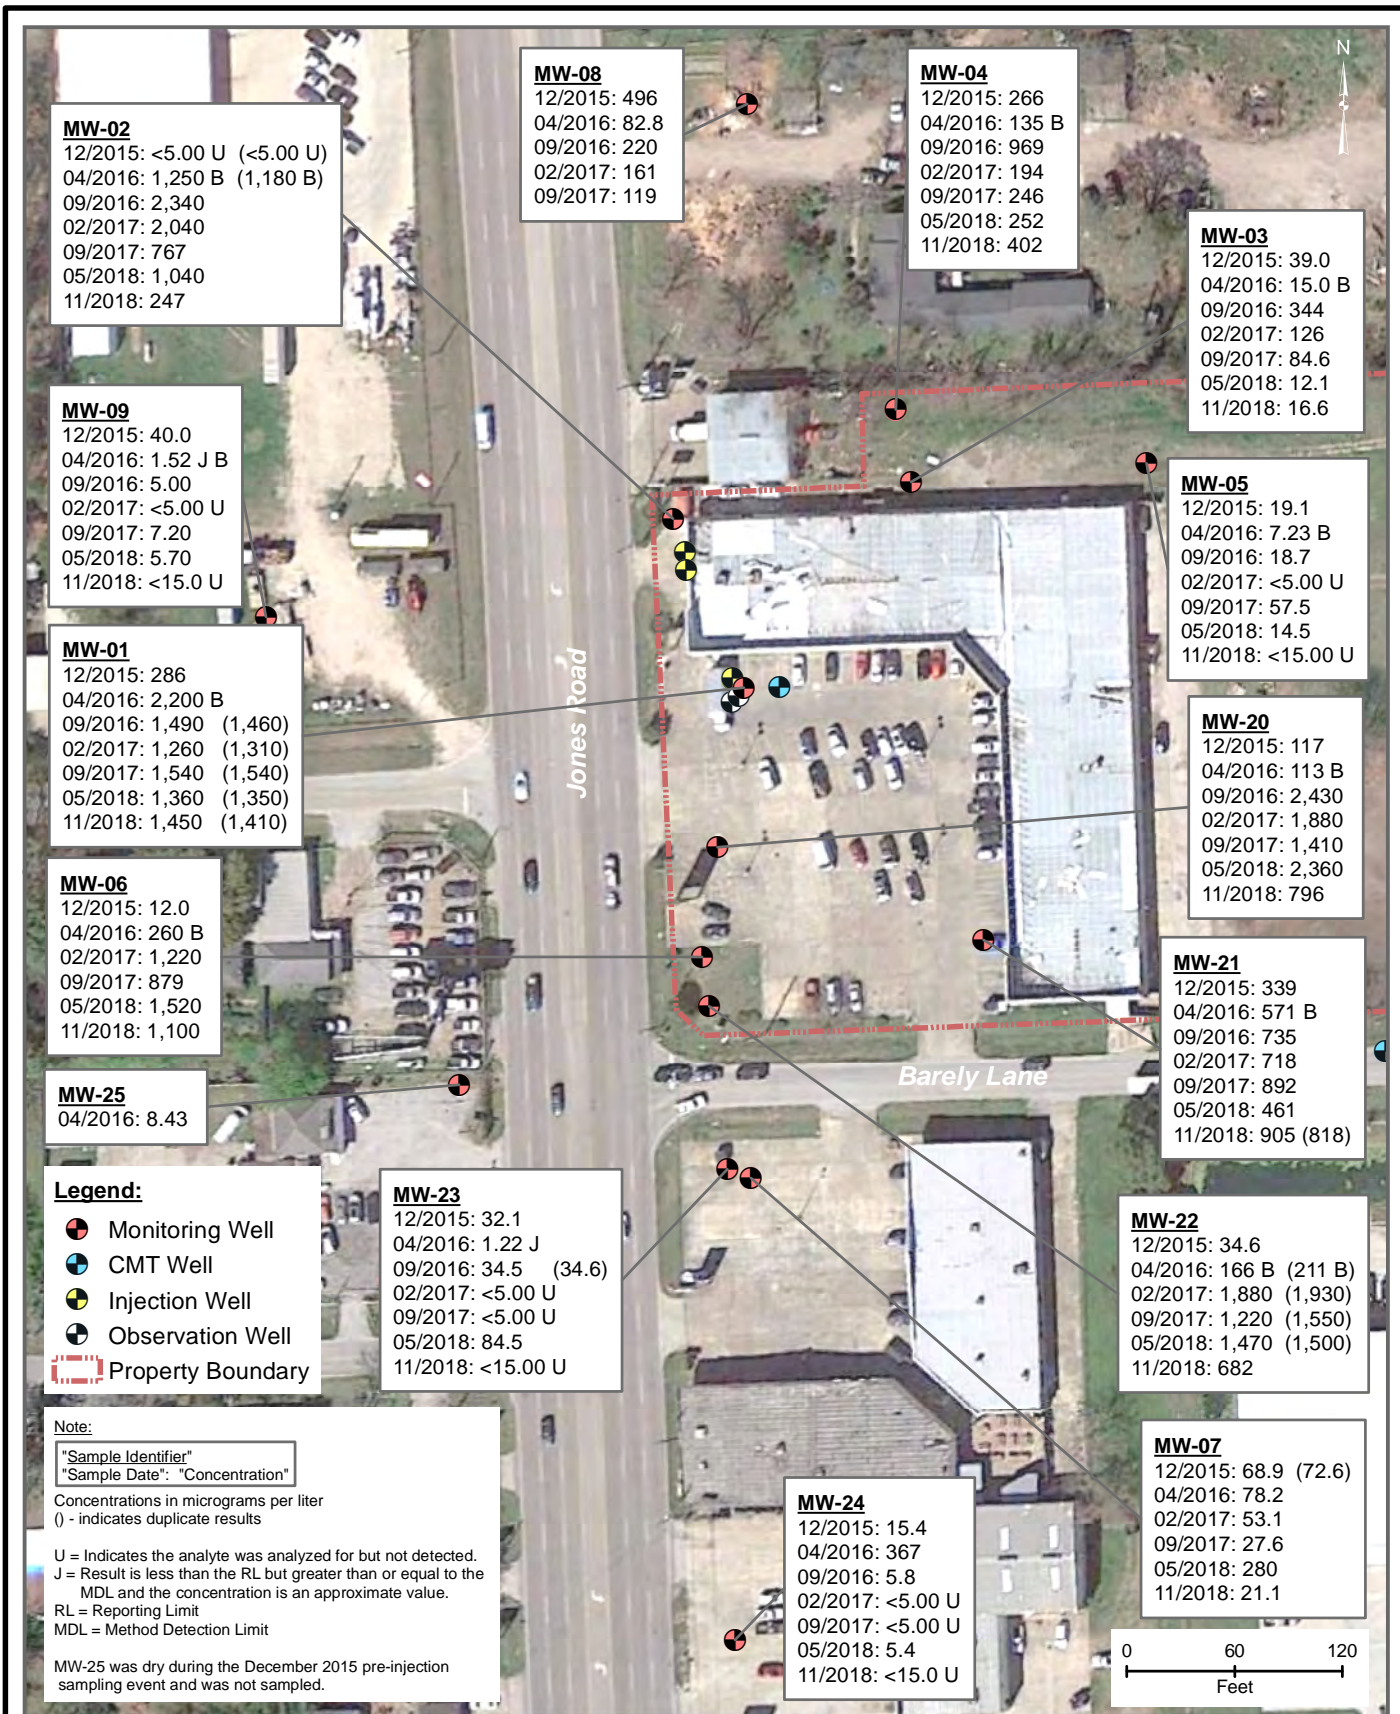 N
MW-08
12/2015: 496
04/2016: 82.8
09/2016: 220
02/2017: 161
09/2017: 119
MW-04
12/2015: 266
04/2016: 135 B
09/2016: 969
02/2017: 194
09/2017: 246
05/2018: 252
11/2018: 402
MW-02
12/2015: <5.00 U (<5.00 U)
04/2016: 1,250 B (1,180 B)
09/2016: 2,340
02/2017: 2,040
09/2017: 767
05/2018: 1,040
11/2018: 247
MW-03
12/2015: 39.0
04/2016: 15.0 B
09/2016: 344
02/2017: 126
09/2017: 84.6
05/2018: 12.1
11/2018: 16.6
MW-09
12/2015: 40.0
04/2016: 1.52 J B
09/2016: 5.00
02/2017: <5.00 U
09/2017: 7.20
05/2018: 5.70
11/2018: <15.0 U
MW-05
12/2015: 19.1
04/2016: 7.23 B
09/2016: 18.7
02/2017: <5.00 U
09/2017: 57.5
05/2018: 14.5
11/2018: <15.00 U
MW-01
12/2015: 286
04/2016: 2,200 B
09/2016: 1,490 (1,460)
02/2017: 1,260 (1,310)
09/2017: 1,540 (1,540)
05/2018: 1,360 (1,350)
11/2018: 1,450 (1,410)
Jones Road
MW-20
12/2015: 117
04/2016: 113 B
09/2016: 2,430
02/2017: 1,880
09/2017: 1,410
05/2018: 2,360
11/2018: 796
MW-06
12/2015: 12.0
04/2016: 260 B
02/2017: 1,220
09/2017: 879
05/2018: 1,520
11/2018: 1,100
MW-21
12/2015: 339
04/2016: 571 B
09/2016: 735
02/2017: 718
09/2017: 892
05/2018: 461
11/2018: 905 (818)
Barely Lane
MW-25
04/2016: 8.43
Legend:
Monitoring Well
CMT Well
Injection Well
Observation Well
Property Boundary
MW-23
12/2015: 32.1
04/2016: 1.22 J
09/2016: 34.5 (34.6)
02/2017: <5.00 U
09/2017: <5.00 U
05/2018: 84.5
11/2018: <15.00 U
MW-22
12/2015: 34.6
04/2016: 166 B (211 B)
02/2017: 1,880 (1,930)
09/2017: 1,220 (1,550)
05/2018: 1,470 (1,500)
11/2018: 682
Note:
"Sample Identifier"
"Sample Date": "Concentration"
Concentrations in micrograms per liter
() - indicates duplicate results
U = Indicates the analyte was analyzed for but not detected.
J = Result is less than the RL but greater than or equal to the
MDL and the concentration is an approximate value.
RL = Reporting Limit
MDL = Method Detection Limit
MW-25 was dry during the December 2015 pre-injection
sampling event and was not sampled.
MW-24
12/2015: 15.4
04/2016: 367
09/2016: 5.8
02/2017: <5.00 U
09/2017: <5.00 U
05/2018: 5.4
11/2018: <15.0 U
MW-07
12/2015: 68.9 (72.6)
04/2016: 78.2
02/2017: 53.1
09/2017: 27.6
05/2018: 280
11/2018: 21.1
0 60 120
Feet